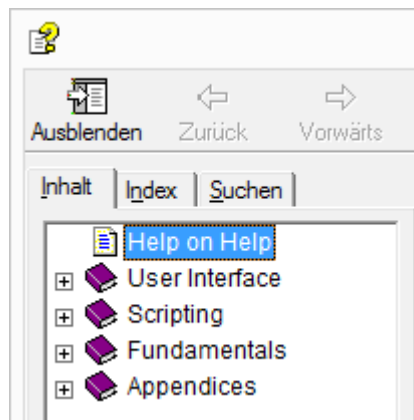 Ausblenden Zurück Vorwärts
Inhalt Index Suchen
Help on Help
User Interface
Scripting
Fundamentals
Appendices